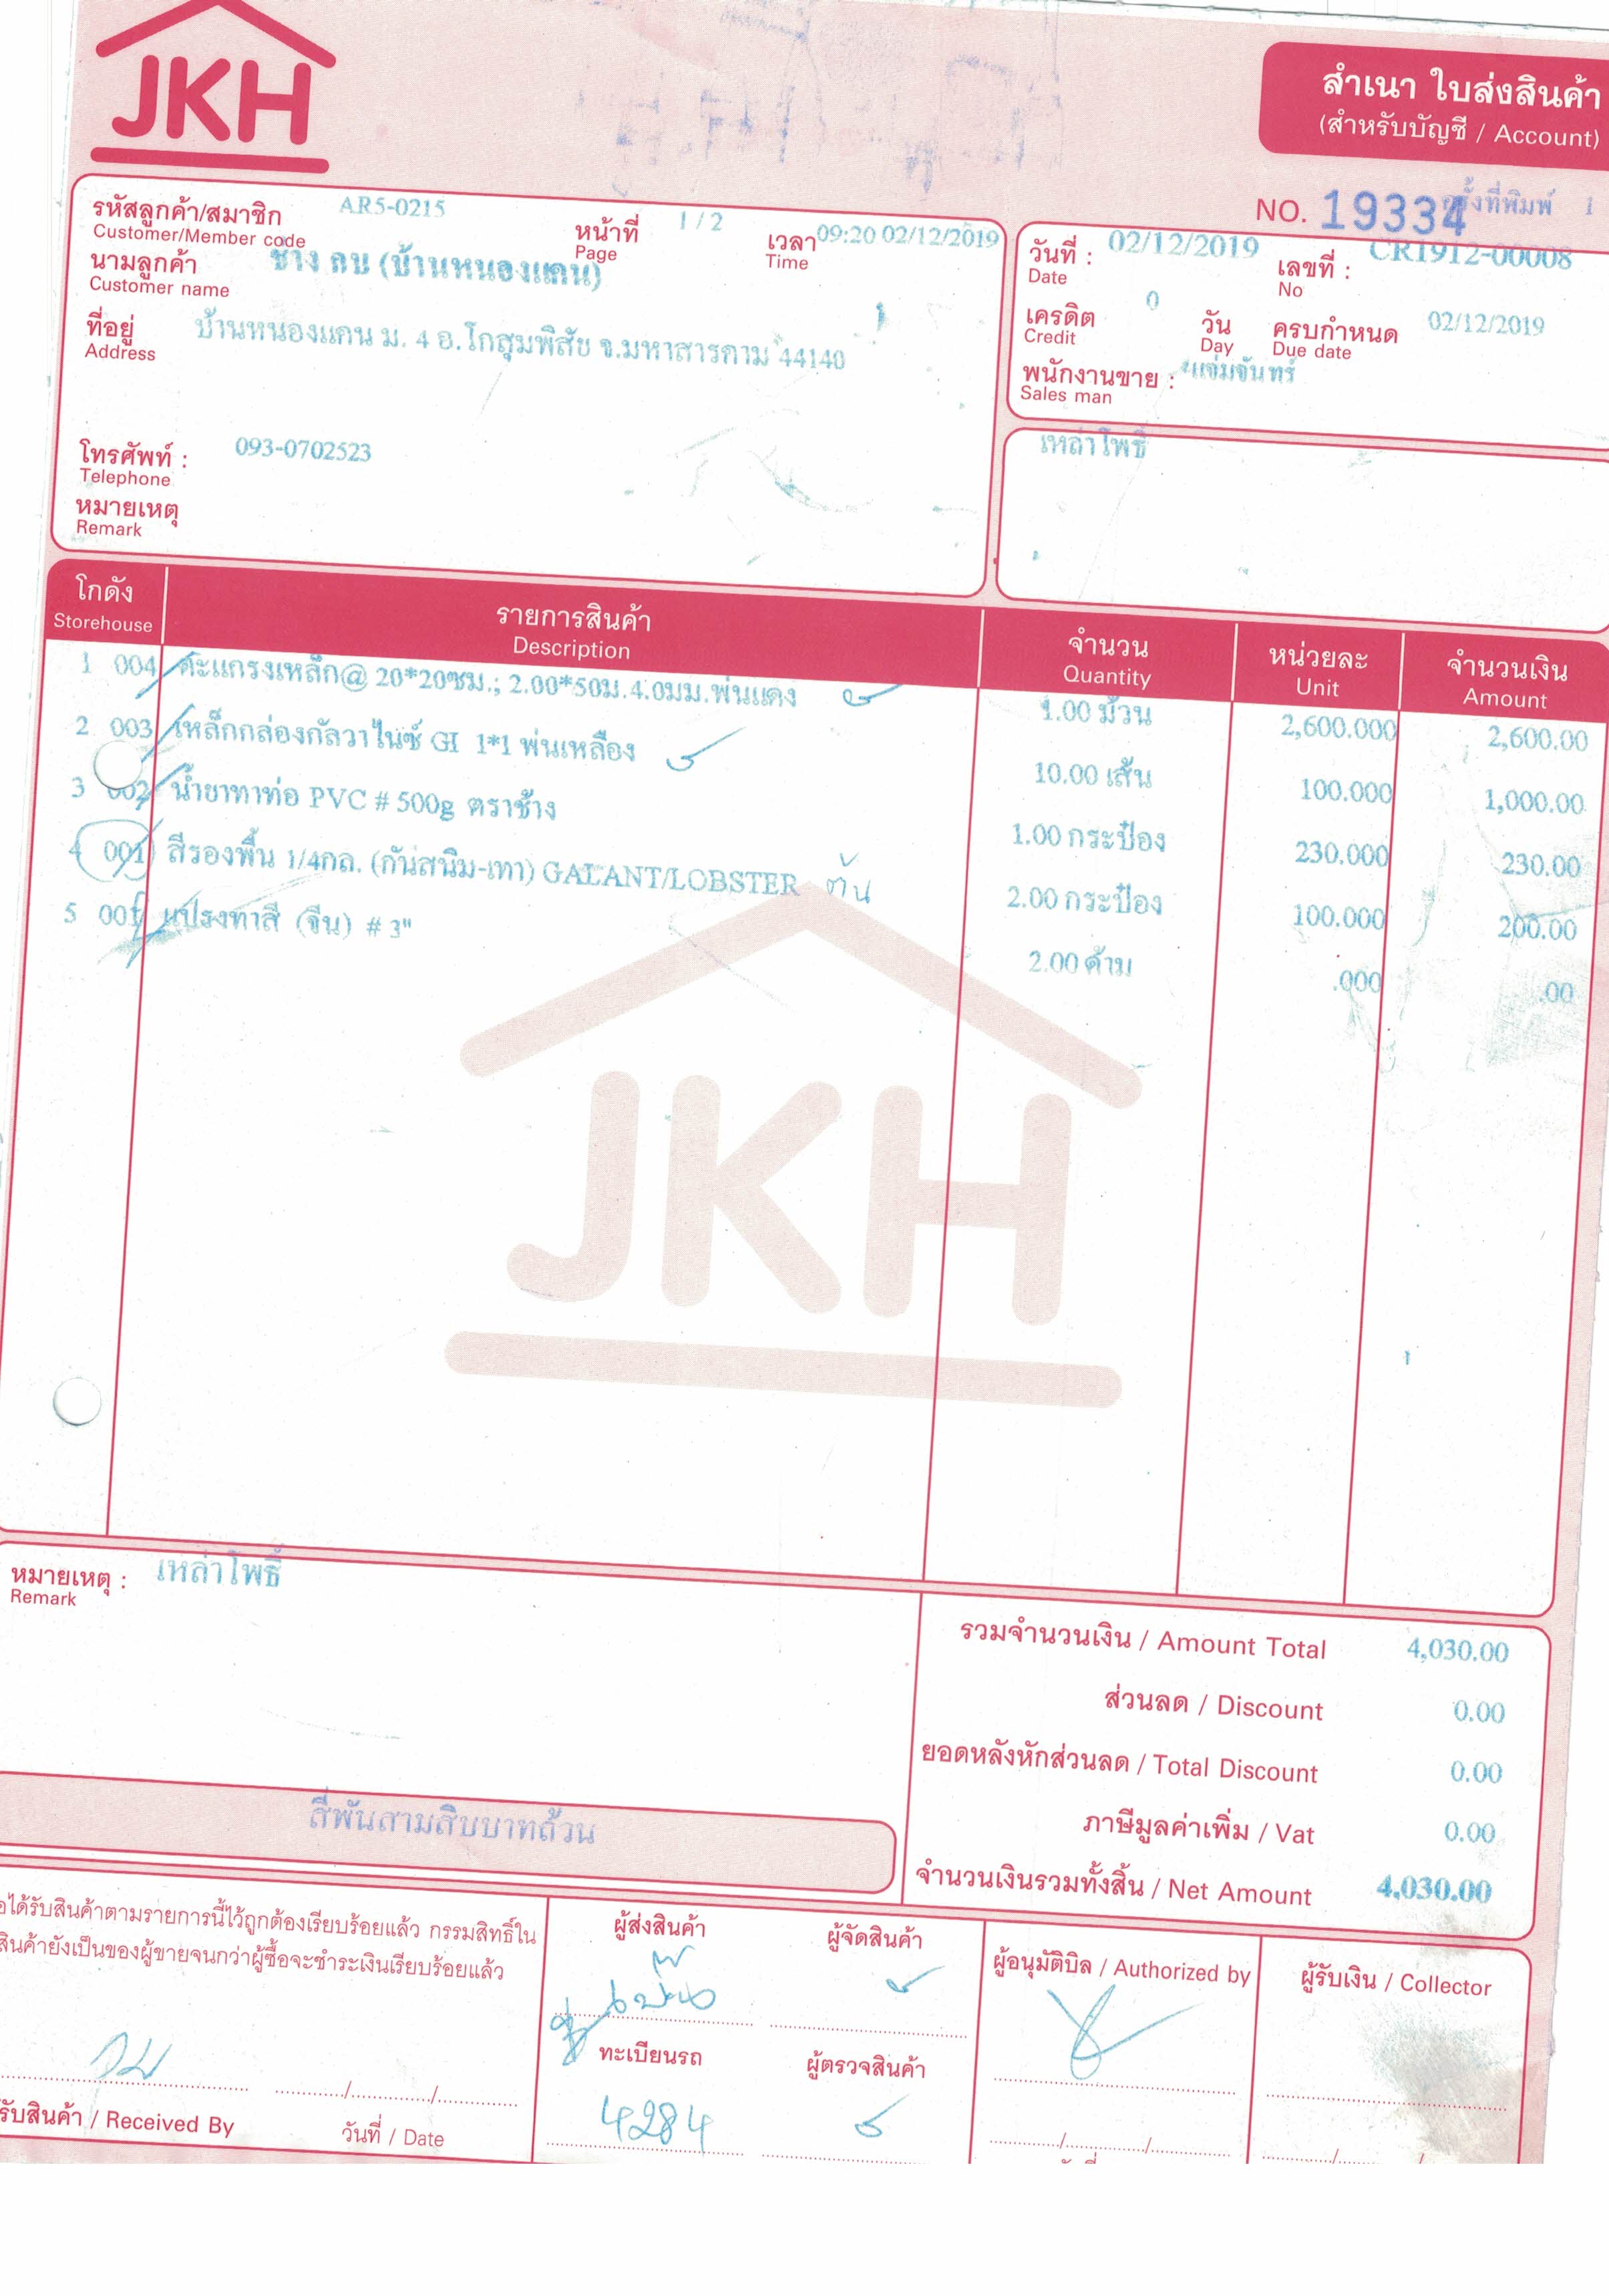 JKH
สำเนา ใบส่งสินค้า
(สำหรับบัญชี / Account)
NO. 19334 ครั้งที่พิมพ์ 1
รหัสลูกค้า/สมาชิก AR5-0215 หน้าที่ 1 / 2 เวลา 09:20 02/12/2019
Customer/Member code Page Time
นามลูกค้า ช่าง ลบ (บ้านหนองแคน)
Customer name
ที่อยู่ บ้านหนองแคน ม. 4 อ.โกสุมพิสัย จ.มหาสารคาม 44140
Address
โทรศัพท์ : 093-0702523
Telephone
หมายเหตุ
Remark
วันที่ : 02/12/2019 เลขที่ : CR1912-00008
Date No
เครดิต 0 วัน ครบกำหนด 02/12/2019
Credit Day Due date
พนักงานขาย : แจ่มจันทร์
Sales man
เหล่าโพธิ์
โกดัง รายการสินค้า จำนวน หน่วยละ จำนวนเงิน
Storehouse Description Quantity Unit Amount
1 004 ตะแกรงเหล็ก@ 20*20ซม.; 2.00*50ม.4.0มม.พ่นแดง 1.00 ม้วน 2,600.000 2,600.00
2 003 เหล็กกล่องกัลวาไนซ์ GI 1*1 พ่นเหลือง 10.00 เส้น 100.000 1,000.00
3 002 น้ำยาทาท่อ PVC # 500g ตราช้าง 1.00 กระป๋อง 230.000 230.00
4 001 สีรองพื้น 1/4กล. (กันสนิม-เทา) GALANT/LOBSTER 2.00 กระป๋อง 100.000 200.00
5 001 แปรงทาสี (จีน) # 3" 2.00 ด้าม .000 .00
JKH
หมายเหตุ : เหล่าโพธิ์
Remark
รวมจำนวนเงิน / Amount Total 4,030.00
ส่วนลด / Discount 0.00
ยอดหลังหักส่วนลด / Total Discount 0.00
ภาษีมูลค่าเพิ่ม / Vat 0.00
สี่พันสามสิบบาทถ้วน
จำนวนเงินรวมทั้งสิ้น / Net Amount 4,030.00
อได้รับสินค้าตามรายการนี้ไว้ถูกต้องเรียบร้อยแล้ว กรรมสิทธิ์ใน
สินค้ายังเป็นของผู้ขายจนกว่าผู้ซื้อจะชำระเงินเรียบร้อยแล้ว
ผู้ส่งสินค้า ผู้จัดสินค้า ผู้อนุมัติบิล / Authorized by ผู้รับเงิน / Collector
ทะเบียนรถ ผู้ตรวจสินค้า
4284
รับสินค้า / Received By วันที่ / Date